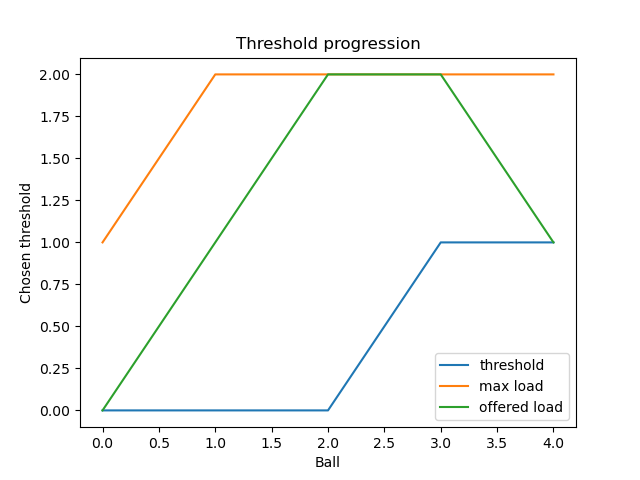 Threshold progression
Chosen threshold
2.00
1.75
1.50
1.25
1.00
0.75
0.50
0.25
0.00
threshold
max load
offered load
0.0 0.5 1.0 1.5 2.0 2.5 3.0 3.5 4.0
Ball